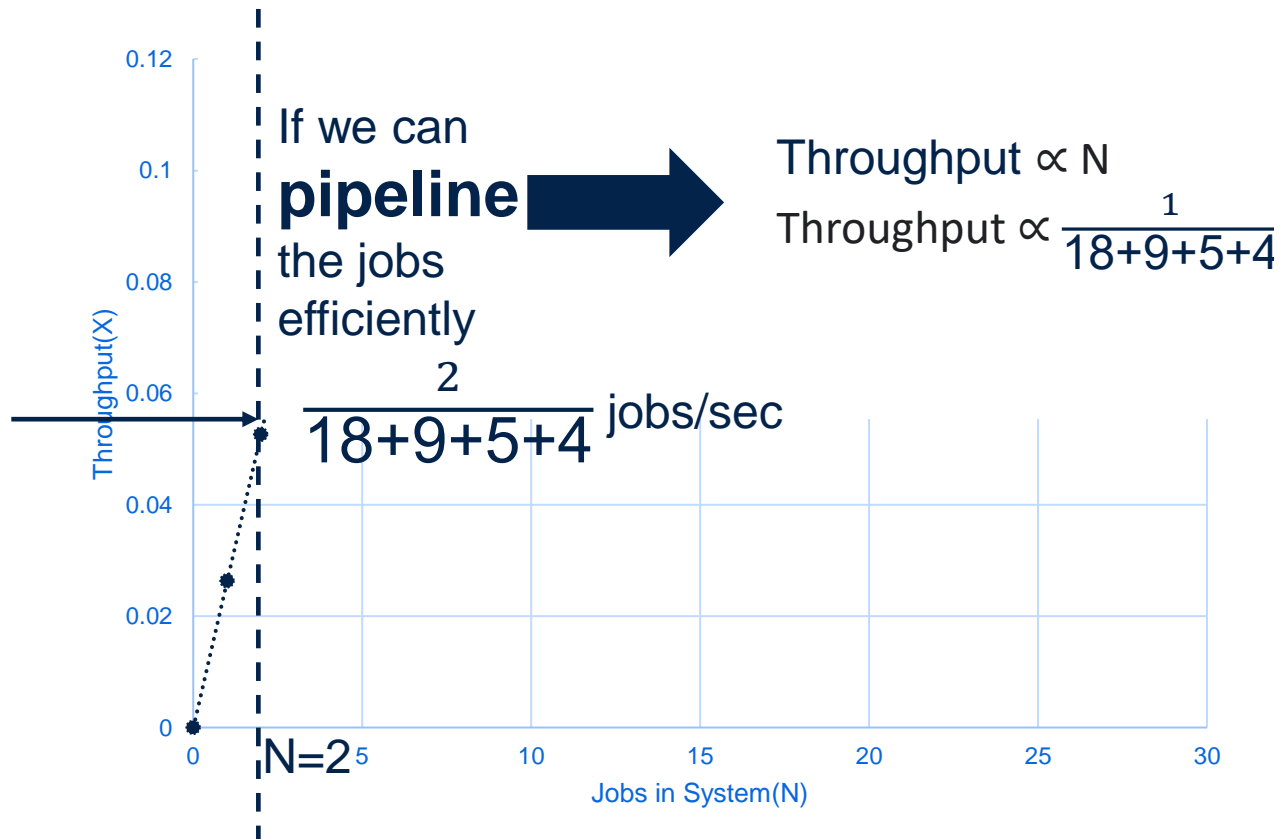 If we can
pipeline
the jobs
efficiently
Throughput ∝ N
Throughput ∝ 1
18+9+5+4
2
18+9+5+4
jobs/sec
Throughput(X)
0.12
0.1
0.08
0.06
0.04
0.02
0
0
N=2
5
10
15
20
25
30
Jobs in System(N)